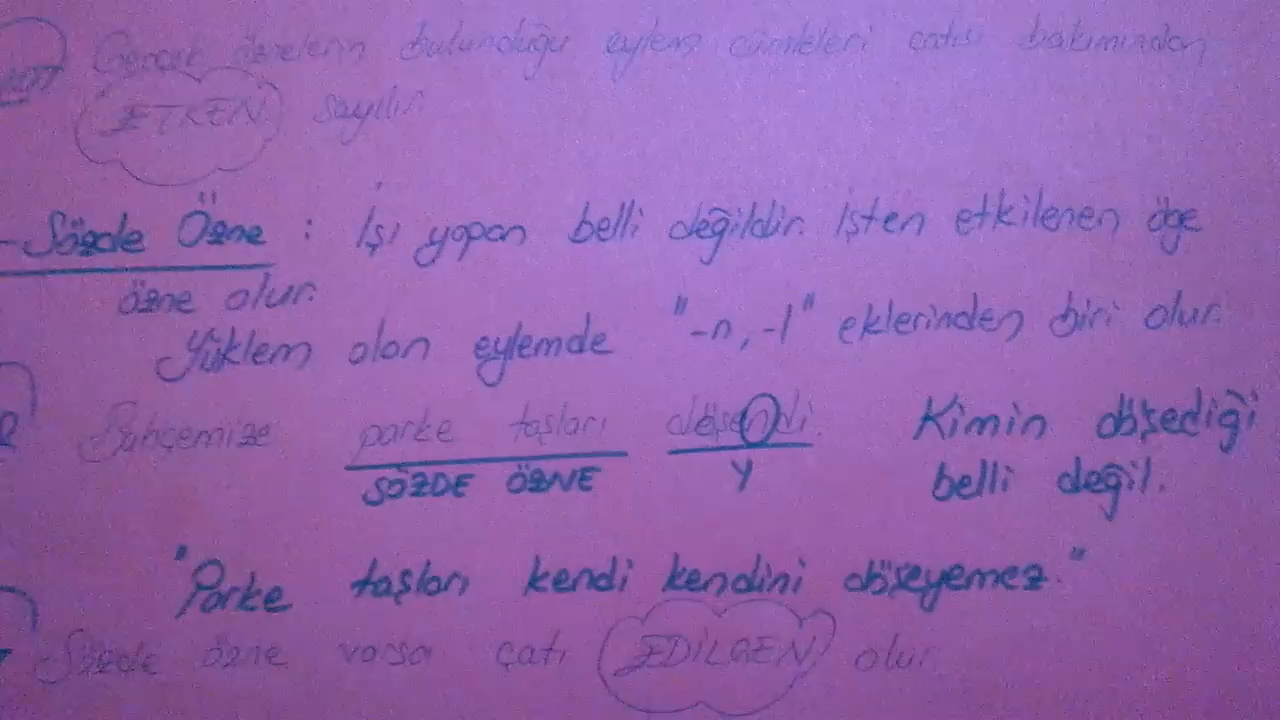 Gerçek öznelerin bulunduğu eylem cümleleri çatısı bakımından
ETKEN sayılır.
- Sözde Özne : İşi yapan belli değildir. İşten etkilenen öğe
özne olur.
Yüklem olan eylemde "-n, -l" eklerinden biri olur.
Bahçemize parke taşları döşendi. Kimin döşediği
SÖZDE ÖZNE Y belli değil.
"Parke taşları kendi kendini döşeyemez."
Sözde özne varsa çatı EDİLGEN olur.